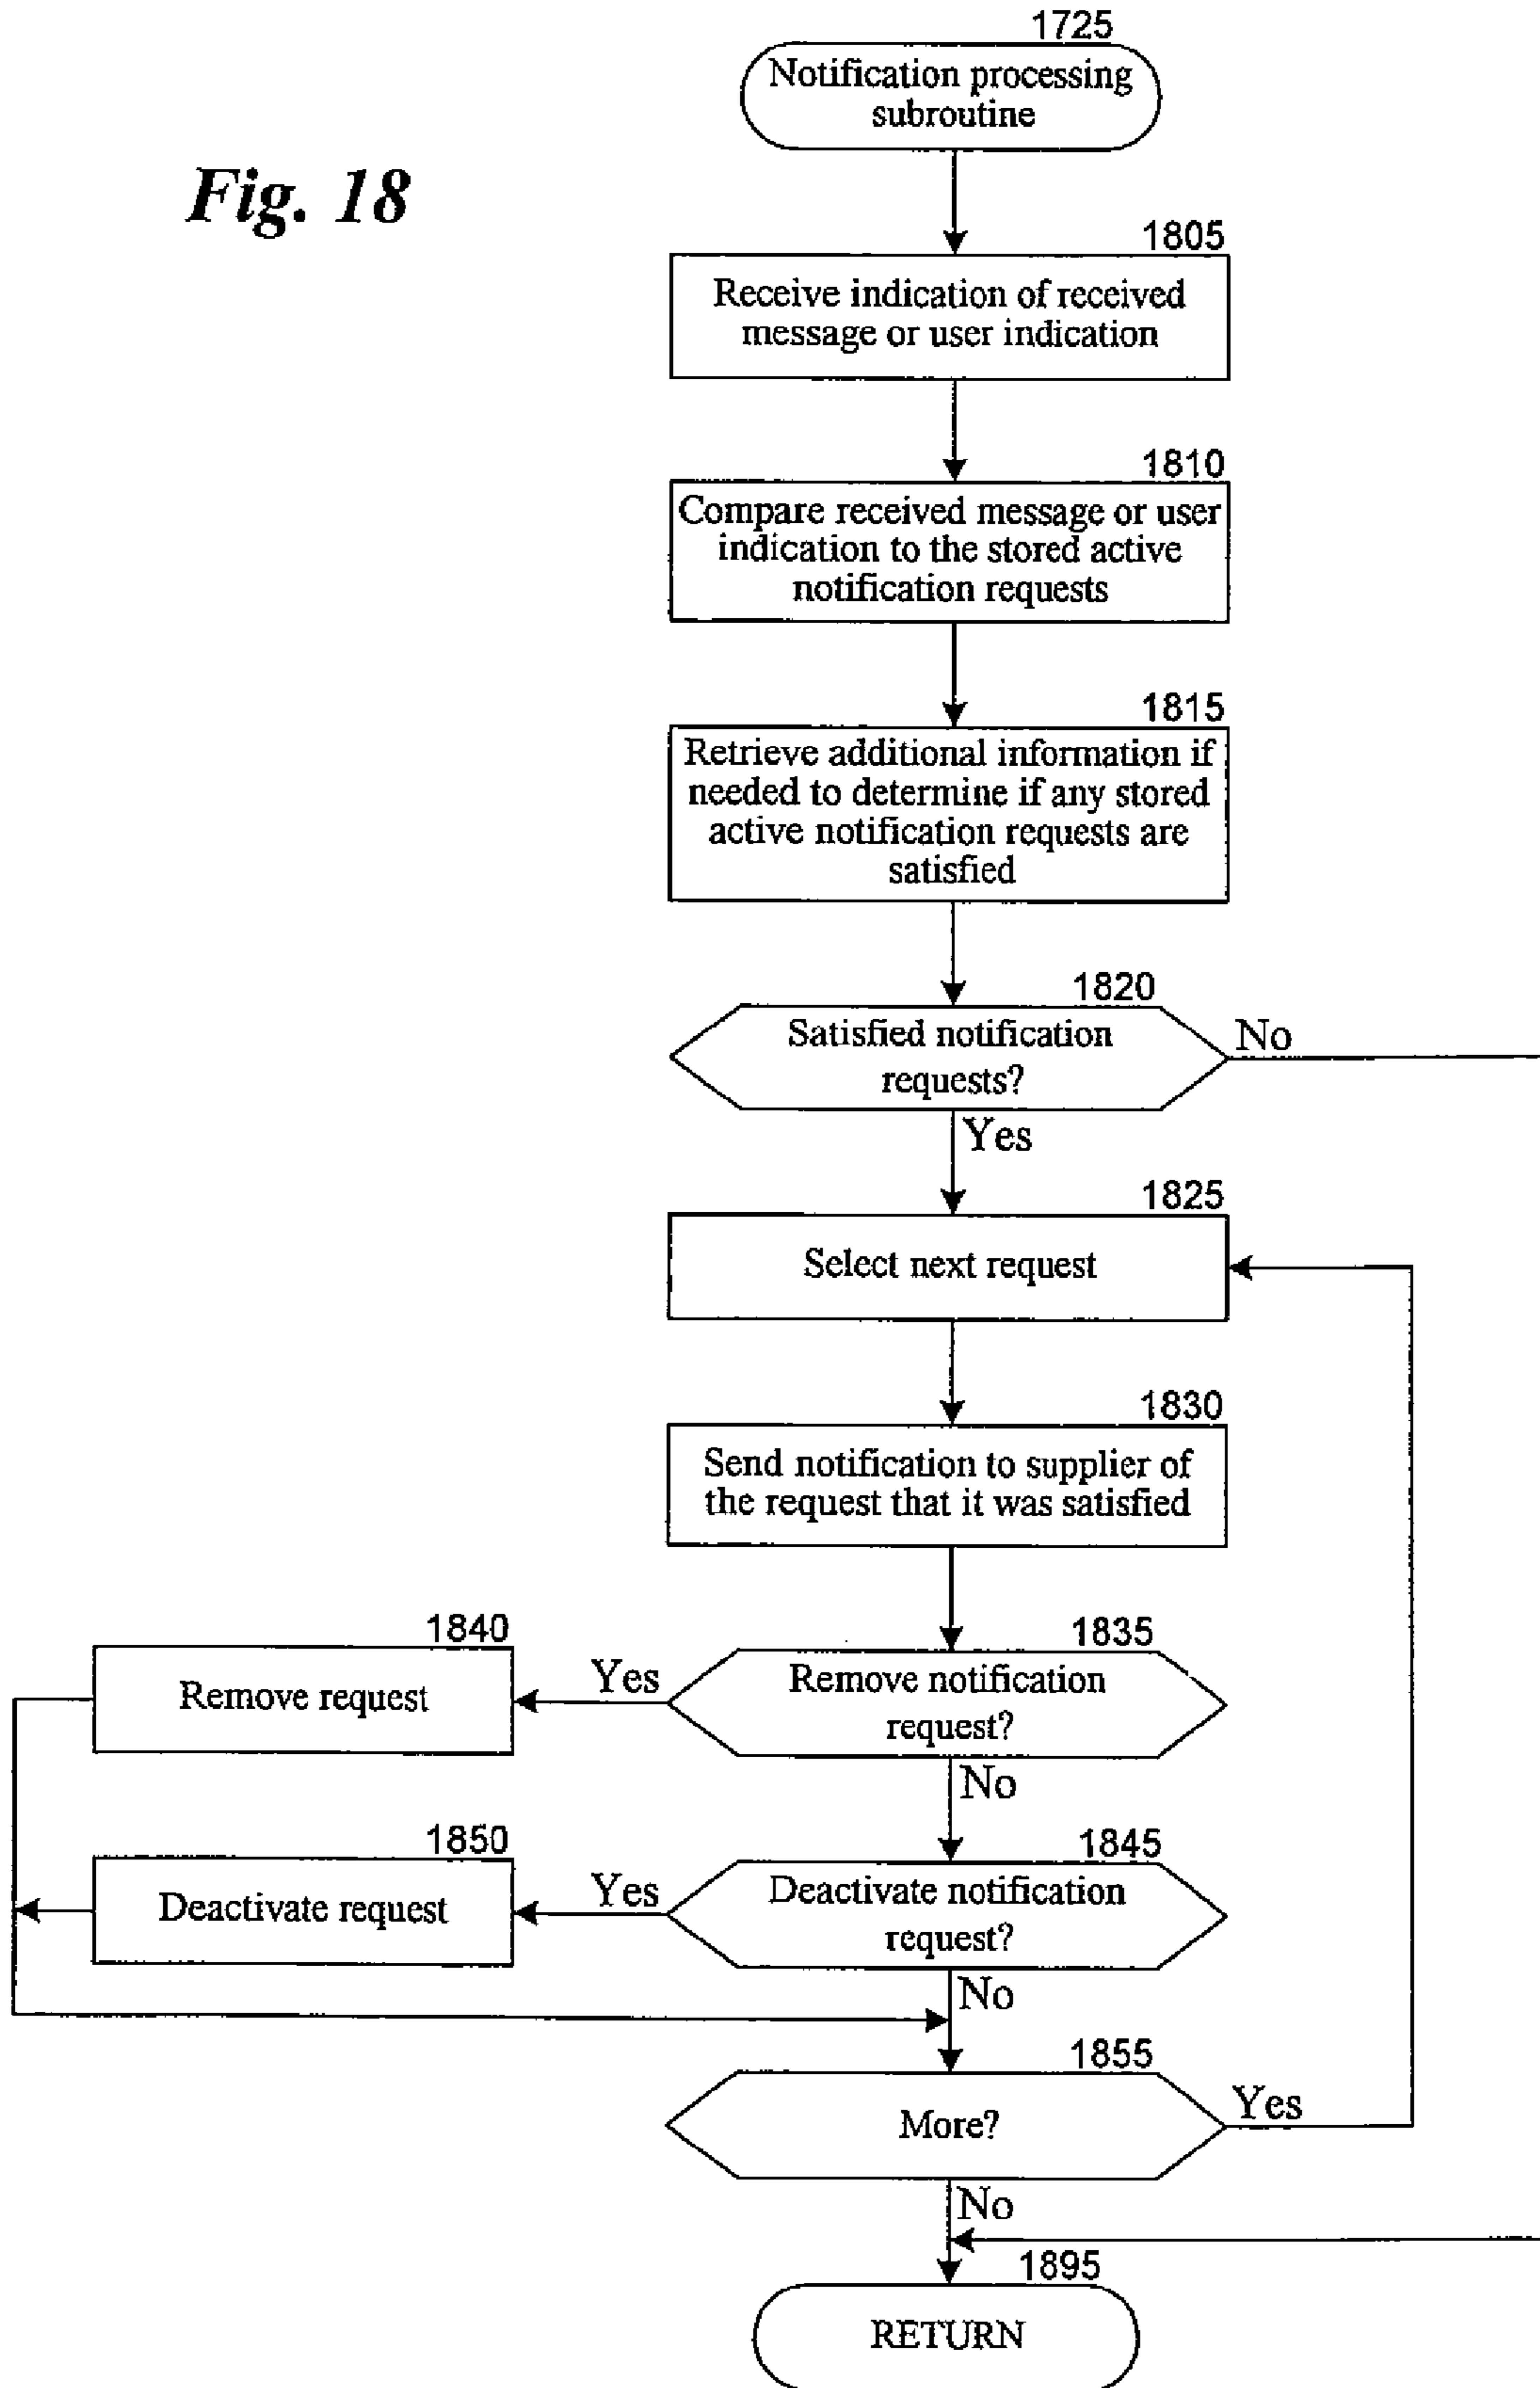 1725
Notification processing
subroutine
Fig. 18
1805
Receive indication of received
message or user indication
1810
Compare received message or user
indication to the stored active
notification requests
1815
Retrieve additional information if
needed to determine if any stored
active notification requests are
satisfied
1820
Satisfied notification
requests?
No
Yes
1825
Select next request
1830
Send notification to supplier of
the request that it was satisfied
1840
Remove request
Yes
1835
Remove notification
request?
No
1850
Deactivate request
Yes
1845
Deactivate notification
request?
No
1855
More?
Yes
No
1895
RETURN